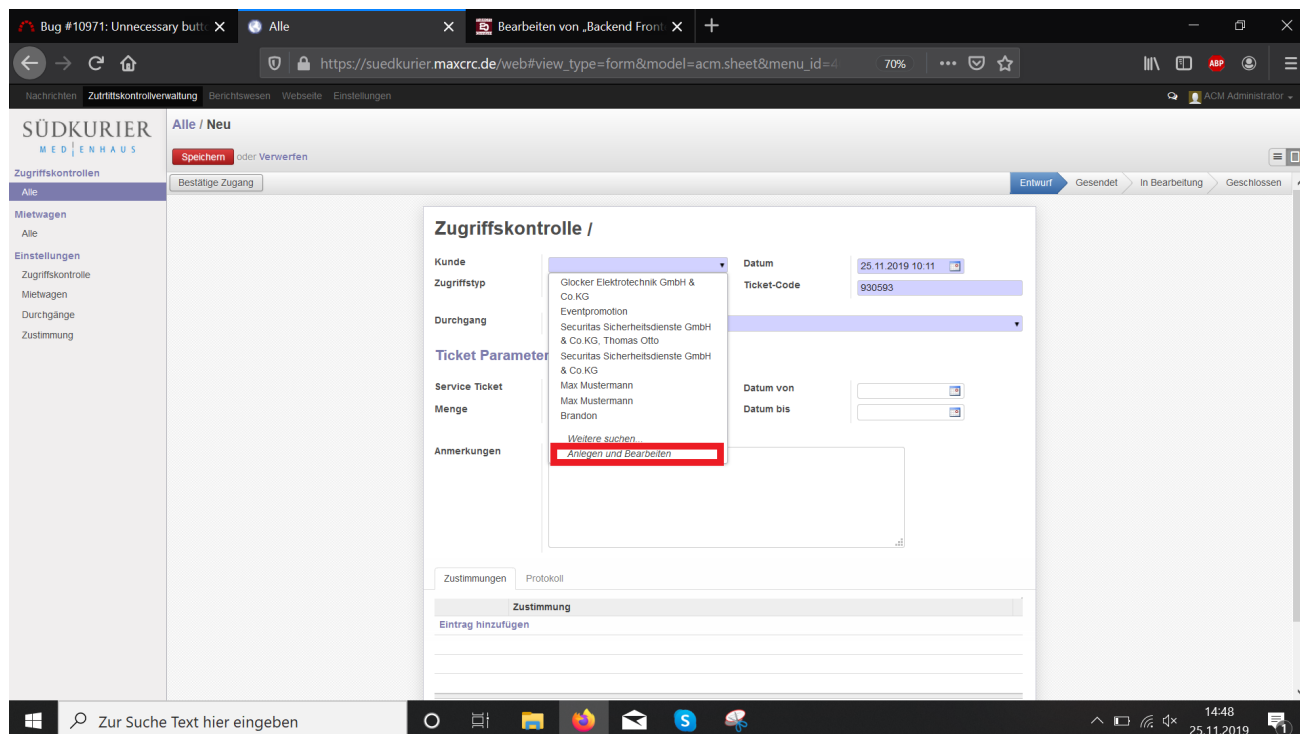 Bug #10971: Unnecessary butt
Alle
Bearbeiten von „Backend Front
https://suedkurier.maxcrc.de/web#view_type=form&model=acm.sheet&menu_id=4
70%
ABP
Nachrichten Zutrtittskontrollverwaltung Berichtswesen Webseite Einstellungen
ACM Administrator
SÜDKURIER
MEDIENHAUS
Alle / Neu
Speichern oder Verwerfen
Zugriffskontrollen
Alle
Mietwagen
Alle
Einstellungen
Zugriffskontrolle
Mietwagen
Durchgänge
Zustimmung
Bestätige Zugang
Entwurf Gesendet In Bearbeitung Geschlossen
Zugriffskontrolle /
Kunde
Datum 25.11.2019 10:11
Zugriffstyp
Ticket-Code 930593
Durchgang
Glocker Elektrotechnik GmbH &
Co.KG
Eventpromotion
Securitas Sicherheitsdienste GmbH
& Co.KG, Thomas Otto
Securitas Sicherheitsdienste GmbH
& Co.KG
Max Mustermann
Max Mustermann
Brandon
Weitere suchen...
Anlegen und Bearbeiten
Ticket Parameter
Service Ticket
Datum von
Menge
Datum bis
Anmerkungen
Zustimmungen Protokoll
Zustimmung
Eintrag hinzufügen
Zur Suche Text hier eingeben
14:48
25.11.2019